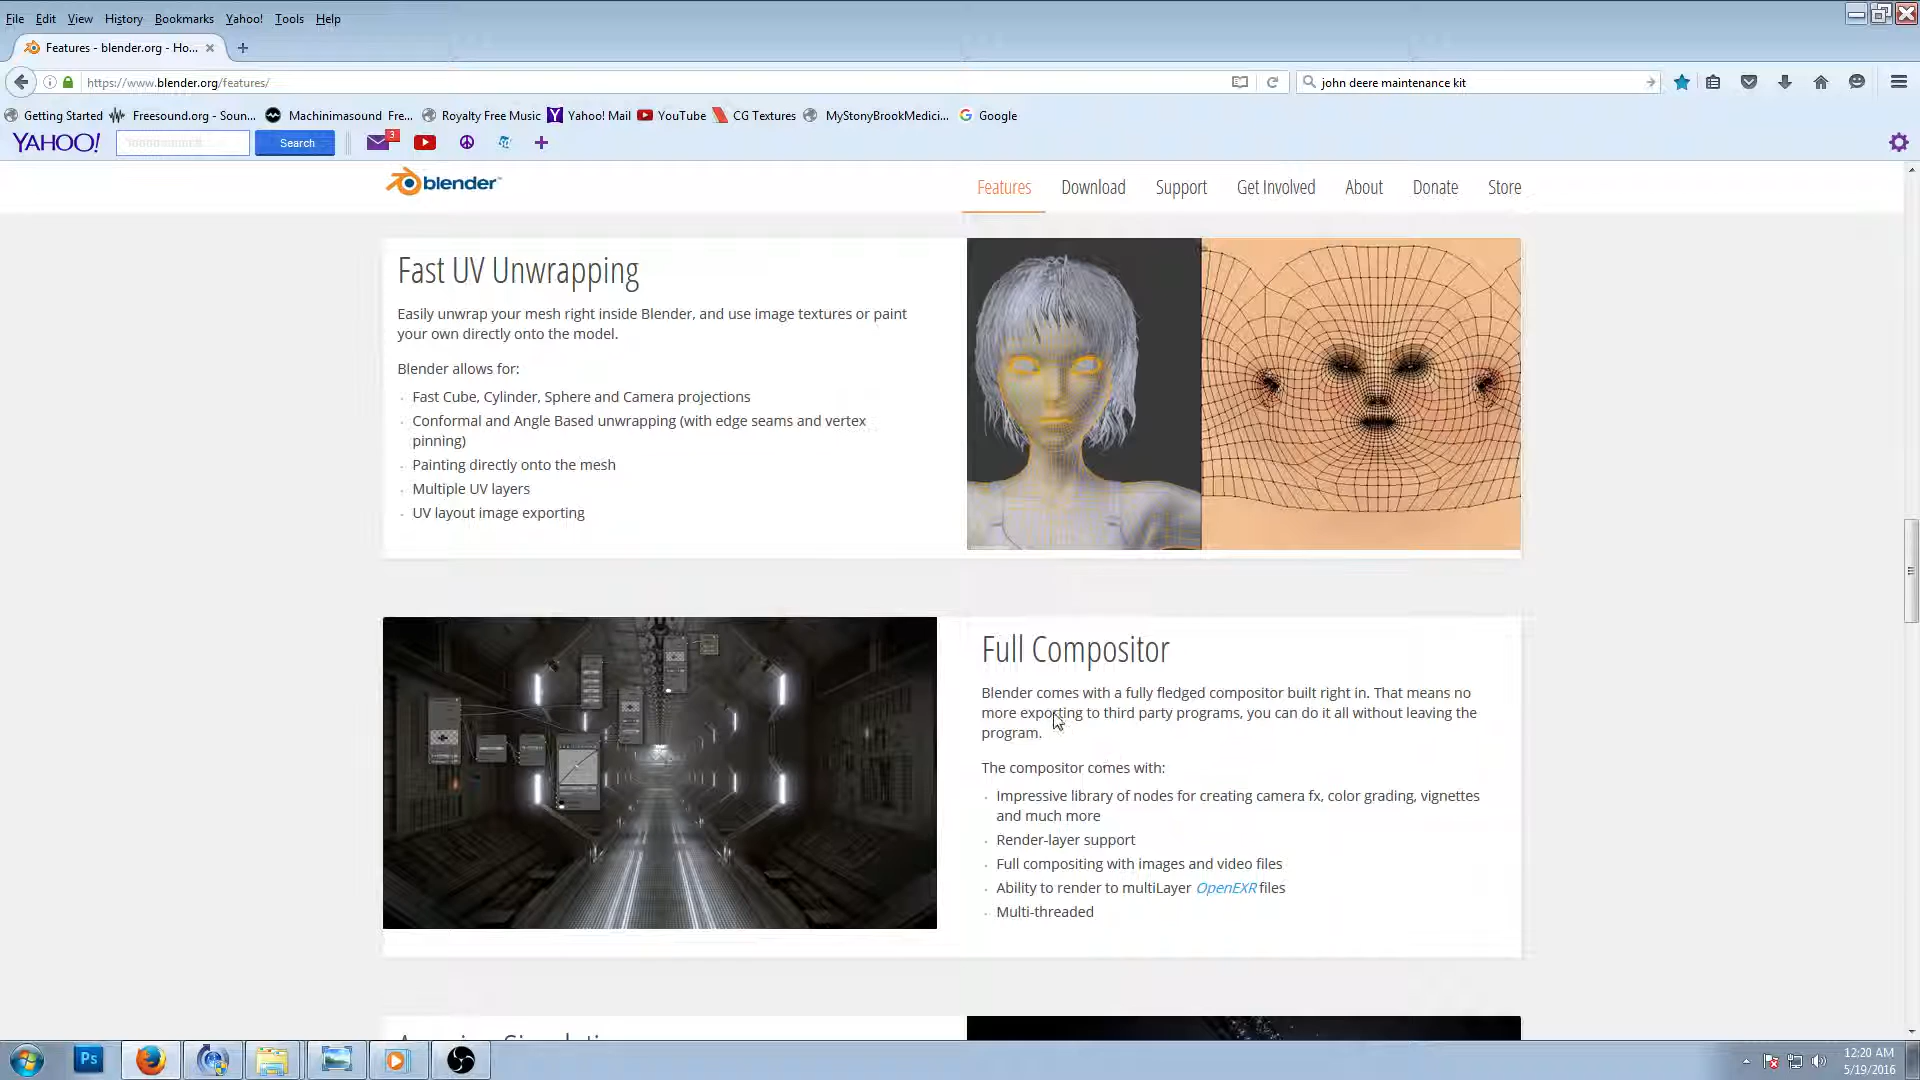 File Edit View History Bookmarks Yahoo! Tools Help
Features - blender.org - Ho...
https://www.blender.org/features/
john deere maintenance kit
Getting Started Freesound.org - Soun... Machinimasound Fre... Royalty Free Music Yahoo! Mail YouTube CG Textures MyStonyBrookMedici... Google
YAHOO! Search 3
blender
Features Download Support Get Involved About Donate Store
Fast UV Unwrapping
Easily unwrap your mesh right inside Blender, and use image textures or paint
your own directly onto the model.
Blender allows for:
Fast Cube, Cylinder, Sphere and Camera projections
Conformal and Angle Based unwrapping (with edge seams and vertex
pinning)
Painting directly onto the mesh
Multiple UV layers
UV layout image exporting
Full Compositor
Blender comes with a fully fledged compositor built right in. That means no
more exporting to third party programs, you can do it all without leaving the
program.
The compositor comes with:
Impressive library of nodes for creating camera fx, color grading, vignettes
and much more
Render-layer support
Full compositing with images and video files
Ability to render to multiLayer OpenEXR files
Multi-threaded
Ps
12:20 AM
5/19/2016